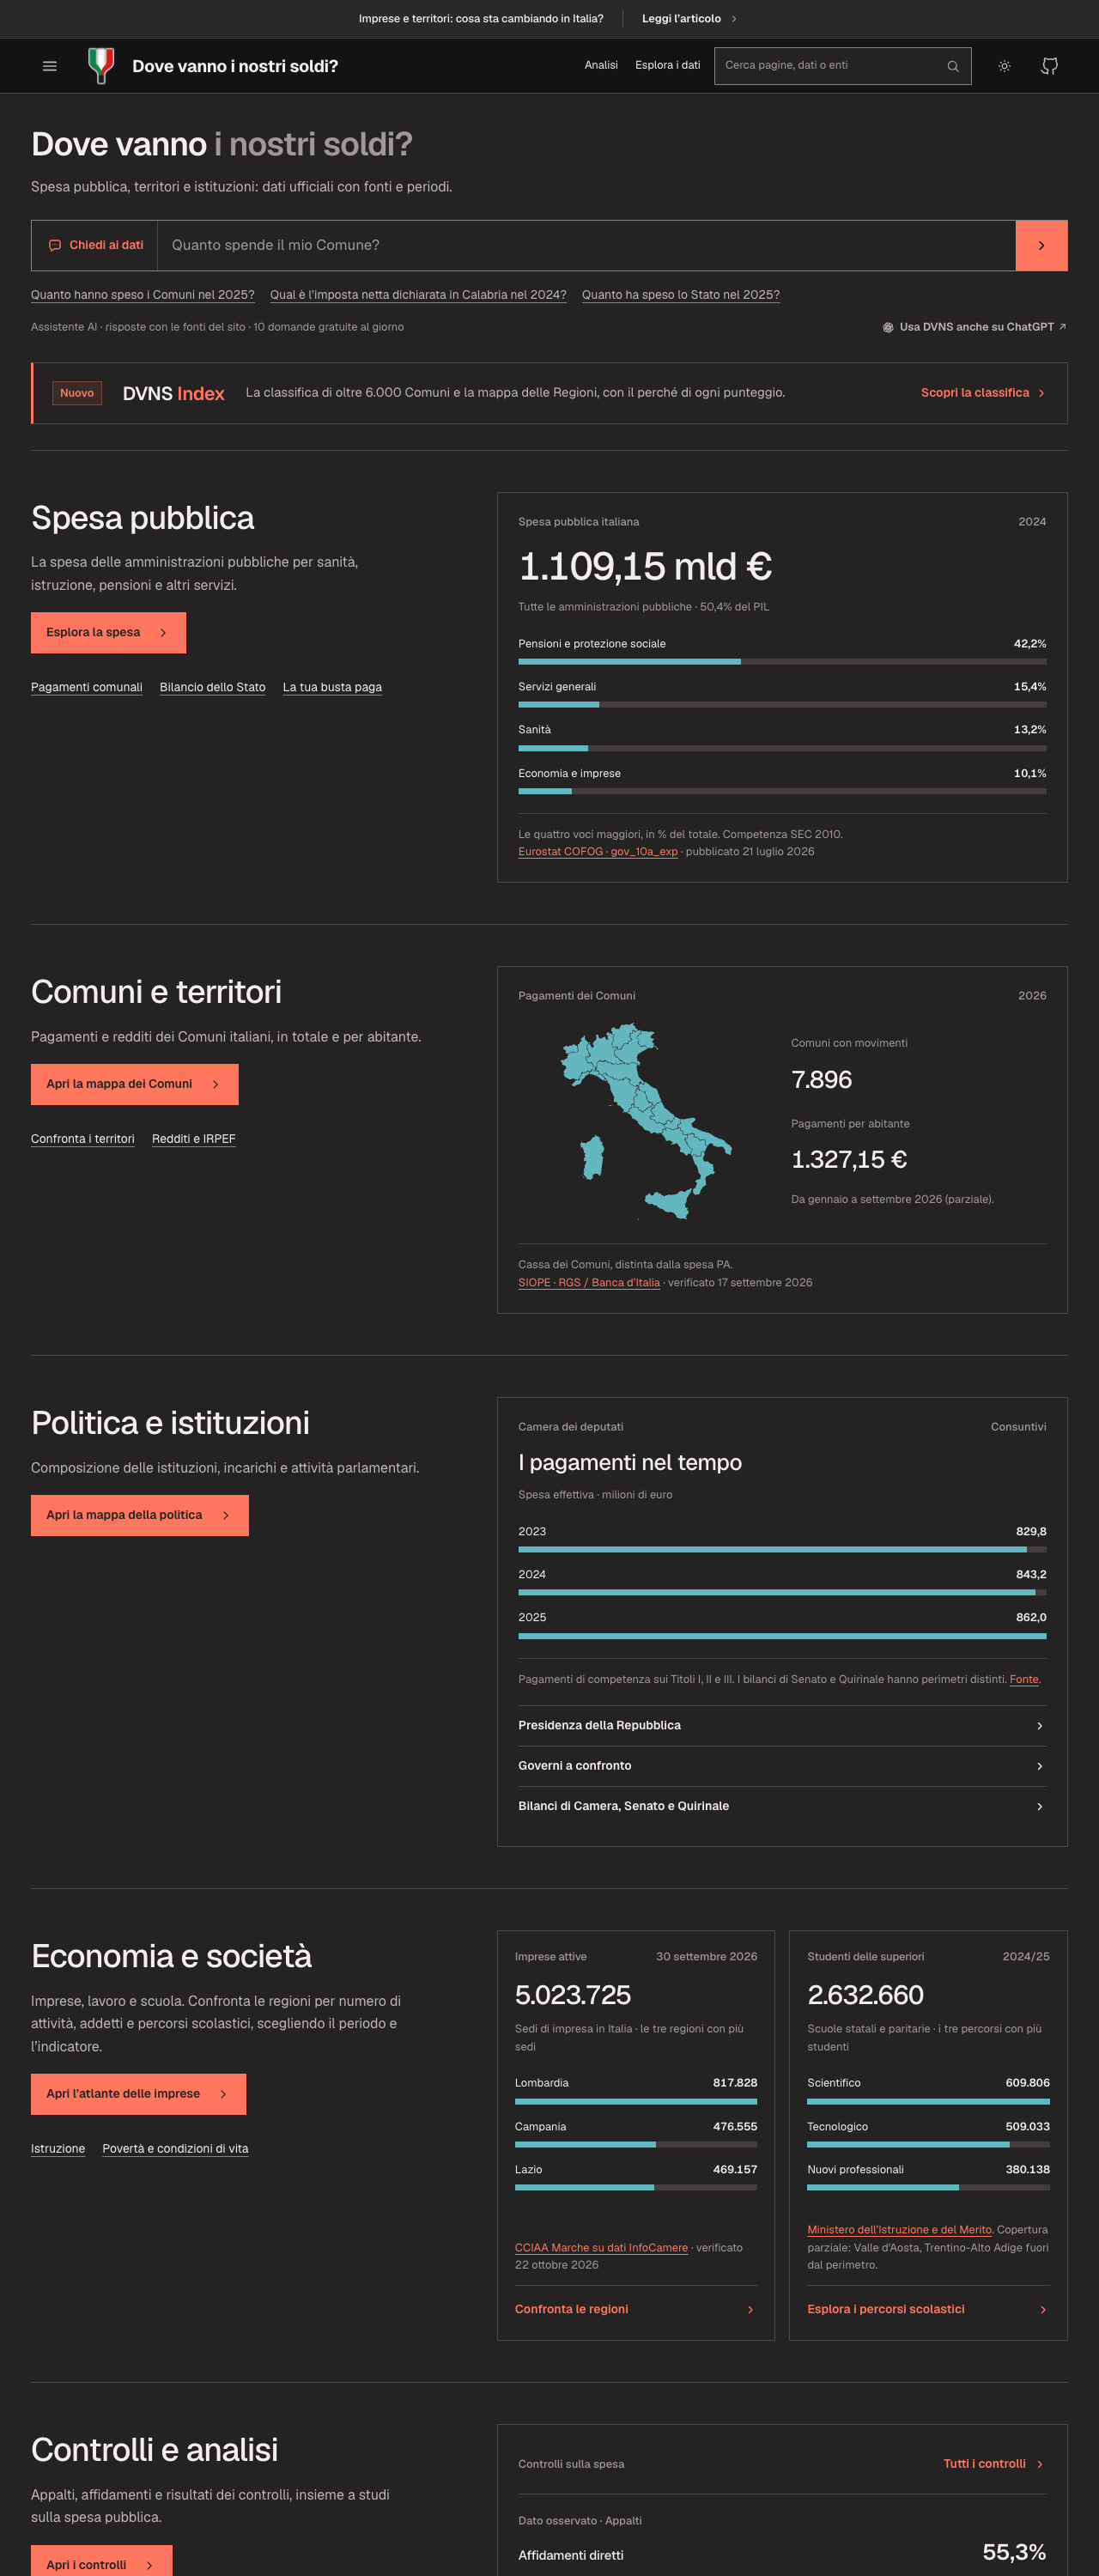 Imprese e territori: cosa sta cambiando in Italia?
Leggi l'articolo
Dove vanno i nostri soldi?
Analisi
Esplora i dati
Cerca pagine, dati o enti
Dove vanno i nostri soldi?
Spesa pubblica, territori e istituzioni: dati ufficiali con fonti e periodi.
Chiedi ai dati
Quanto spende il mio Comune?
Quanto hanno speso i Comuni nel 2025?
Qual è l'imposta netta dichiarata in Calabria nel 2024?
Quanto ha speso lo Stato nel 2025?
Assistente AI · risposte con le fonti del sito · 10 domande gratuite al giorno
Usa DVNS anche su ChatGPT ↗
Nuovo
DVNS Index
La classifica di oltre 6.000 Comuni e la mappa delle Regioni, con il perché di ogni punteggio.
Scopri la classifica
Spesa pubblica
La spesa delle amministrazioni pubbliche per sanità,
istruzione, pensioni e altri servizi.
Esplora la spesa
Pagamenti comunali
Bilancio dello Stato
La tua busta paga
Spesa pubblica italiana
2024
1.109,15 mld €
Tutte le amministrazioni pubbliche · 50,4% del PIL
Pensioni e protezione sociale
42,2%
Servizi generali
15,4%
Sanità
13,2%
Economia e imprese
10,1%
Le quattro voci maggiori, in % del totale. Competenza SEC 2010.
Eurostat COFOG · gov_10a_exp · pubblicato 21 luglio 2026
Comuni e territori
Pagamenti e redditi dei Comuni italiani, in totale e per abitante.
Apri la mappa dei Comuni
Confronta i territori
Redditi e IRPEF
Pagamenti dei Comuni
2026
Comuni con movimenti
7.896
Pagamenti per abitante
1.327,15 €
Da gennaio a settembre 2026 (parziale).
Cassa dei Comuni, distinta dalla spesa PA.
SIOPE · RGS / Banca d'Italia · verificato 17 settembre 2026
Politica e istituzioni
Composizione delle istituzioni, incarichi e attività parlamentari.
Apri la mappa della politica
Camera dei deputati
Consuntivi
I pagamenti nel tempo
Spesa effettiva · milioni di euro
2023
829,8
2024
843,2
2025
862,0
Pagamenti di competenza sui Titoli I, II e III. I bilanci di Senato e Quirinale hanno perimetri distinti. Fonte.
Presidenza della Repubblica
Governi a confronto
Bilanci di Camera, Senato e Quirinale
Economia e società
Imprese, lavoro e scuola. Confronta le regioni per numero di
attività, addetti e percorsi scolastici, scegliendo il periodo e
l'indicatore.
Apri l'atlante delle imprese
Istruzione
Povertà e condizioni di vita
Imprese attive
30 settembre 2026
5.023.725
Sedi di impresa in Italia · le tre regioni con più
sedi
Lombardia
817.828
Campania
476.555
Lazio
469.157
CCIAA Marche su dati InfoCamere · verificato
22 ottobre 2026
Confronta le regioni
Studenti delle superiori
2024/25
2.632.660
Scuole statali e paritarie · i tre percorsi con più
studenti
Scientifico
609.806
Tecnologico
509.033
Nuovi professionali
380.138
Ministero dell'Istruzione e del Merito. Copertura
parziale: Valle d'Aosta, Trentino-Alto Adige fuori
dal perimetro.
Esplora i percorsi scolastici
Controlli e analisi
Appalti, affidamenti e risultati dei controlli, insieme a studi
sulla spesa pubblica.
Apri i controlli
Controlli sulla spesa
Tutti i controlli
Dato osservato · Appalti
Affidamenti diretti
55,3%